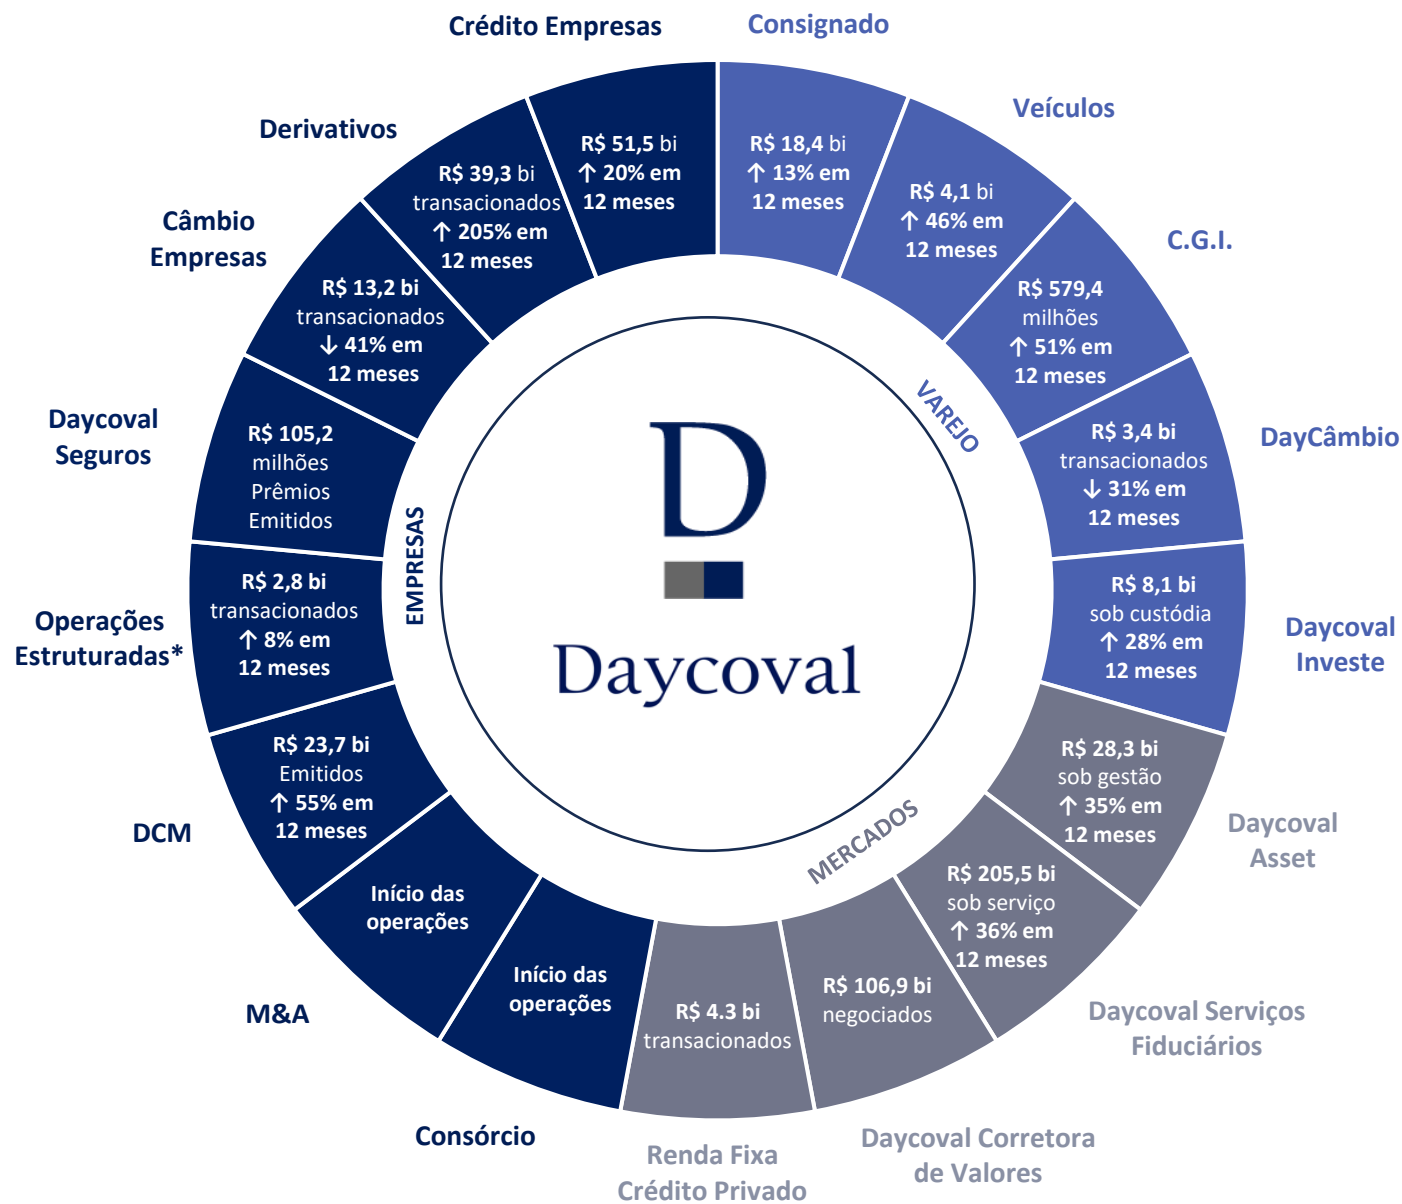 Crédito Empresas
R$ 51,5 bi
↑ 20% em
12 meses
Consignado
R$ 18,4 bi
↑ 13% em
12 meses
Veículos
R$ 4,1 bi
↑ 46% em
12 meses
C.G.I.
R$ 579,4
milhões
↑ 51% em
12 meses
DayCâmbio
R$ 3,4 bi
transacionados
↓ 31% em
12 meses
Daycoval
Investe
R$ 8,1 bi
sob custódia
↑ 28% em
12 meses
Daycoval
Asset
R$ 28,3 bi
sob gestão
↑ 35% em
12 meses
Daycoval Serviços
Fiduciários
R$ 205,5 bi
sob serviço
↑ 36% em
12 meses
Daycoval Corretora
de Valores
R$ 106,9 bi
negociados
Renda Fixa
Crédito Privado
R$ 4.3 bi
transacionados
Consórcio
Início das
operações
M&A
Início das
operações
DCM
R$ 23,7 bi
Emitidos
↑ 55% em
12 meses
Operações
Estruturadas*
R$ 2,8 bi
transacionados
↑ 8% em
12 meses
Daycoval
Seguros
R$ 105,2
milhões
Prêmios
Emitidos
Câmbio
Empresas
R$ 13,2 bi
transacionados
↓ 41% em
12 meses
Derivativos
R$ 39,3 bi
transacionados
↑ 205% em
12 meses
VAREJO
EMPRESAS
MERCADOS
D
Daycoval